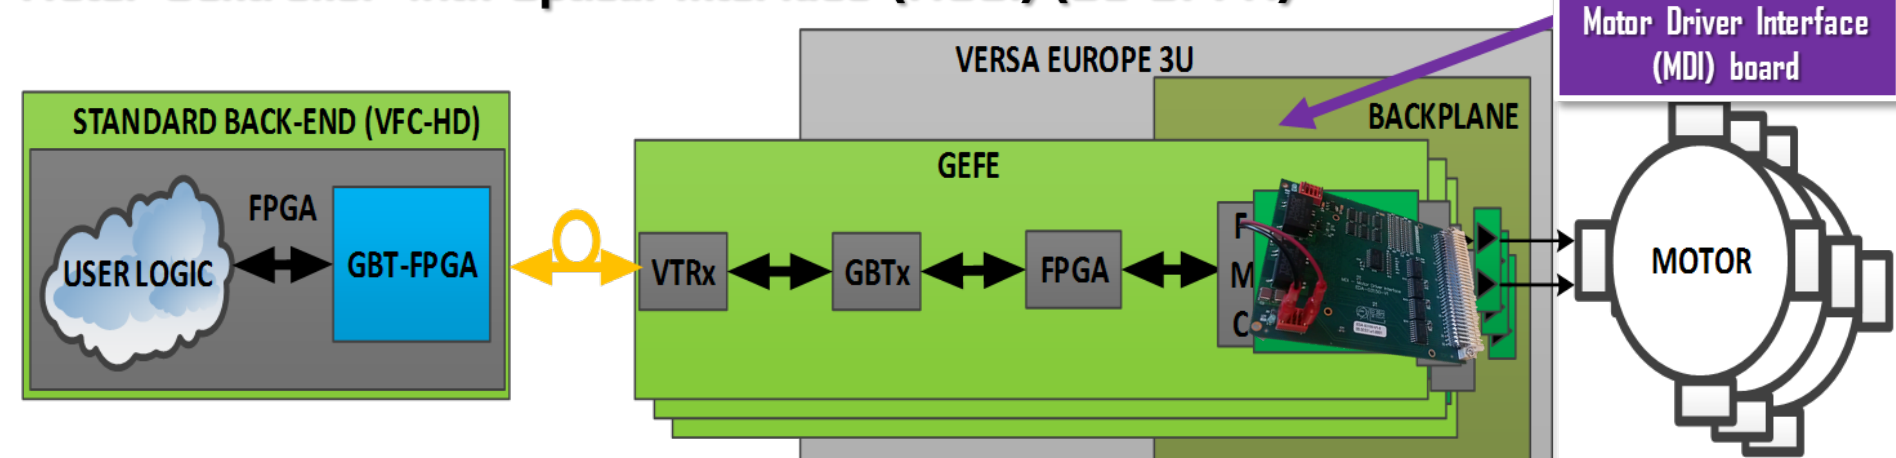 Motor Driver Interface
(MDI) board
VERSA EUROPE 3U
BACKPLANE
STANDARD BACK-END (VFC-HD)
GEFE
FPGA
USER LOGIC
GBT-FPGA
VTRx
GBTx
FPGA
F
M
C
MOTOR